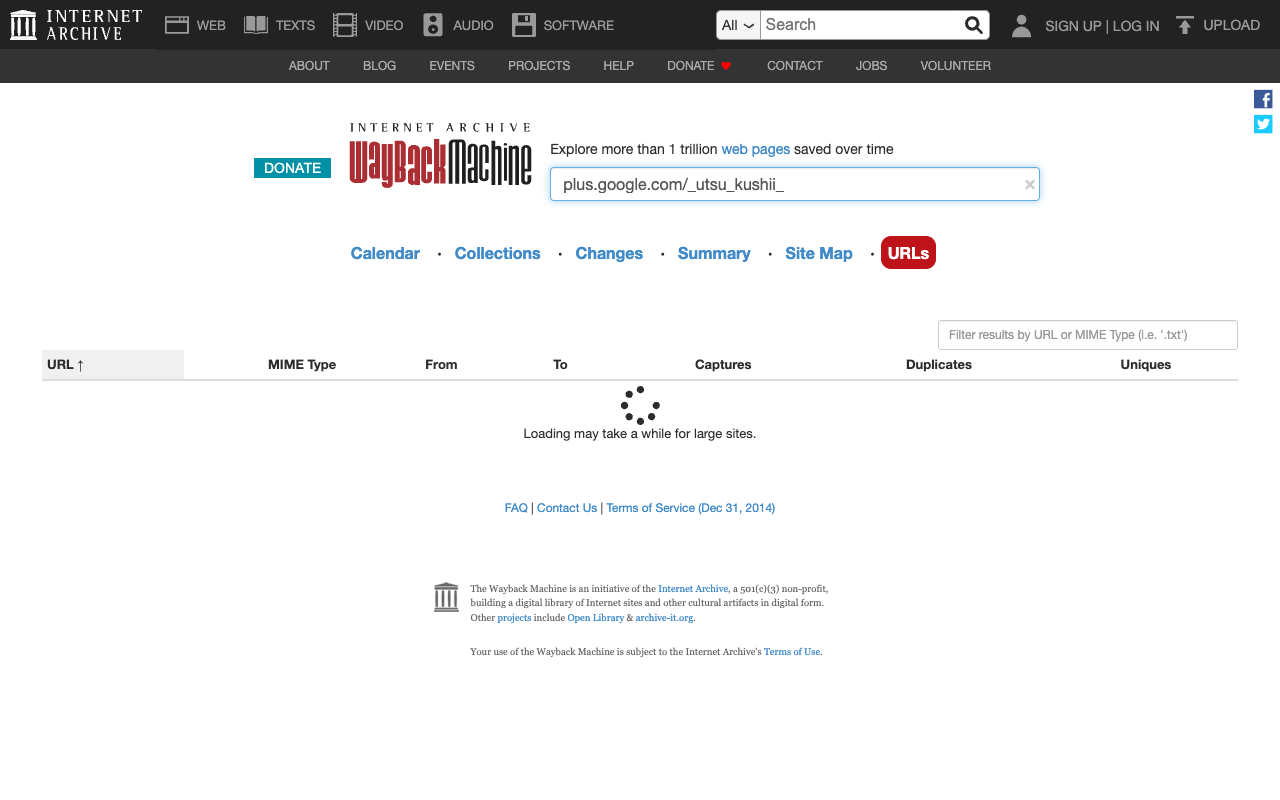 INTERNET ARCHIVE
WEB TEXTS VIDEO AUDIO SOFTWARE All Search SIGN UP | LOG IN UPLOAD
ABOUT BLOG EVENTS PROJECTS HELP DONATE CONTACT JOBS VOLUNTEER
INTERNET ARCHIVE
WayBackMachine
DONATE
Explore more than 1 trillion web pages saved over time
plus.google.com/_utsu_kushii_ ×
Calendar · Collections · Changes · Summary · Site Map · URLs
Filter results by URL or MIME Type (i.e. '.txt')
URL ↑ MIME Type From To Captures Duplicates Uniques
Loading may take a while for large sites.
FAQ | Contact Us | Terms of Service (Dec 31, 2014)
The Wayback Machine is an initiative of the Internet Archive, a 501(c)(3) non-profit,
building a digital library of Internet sites and other cultural artifacts in digital form.
Other projects include Open Library & archive-it.org.
Your use of the Wayback Machine is subject to the Internet Archive's Terms of Use.